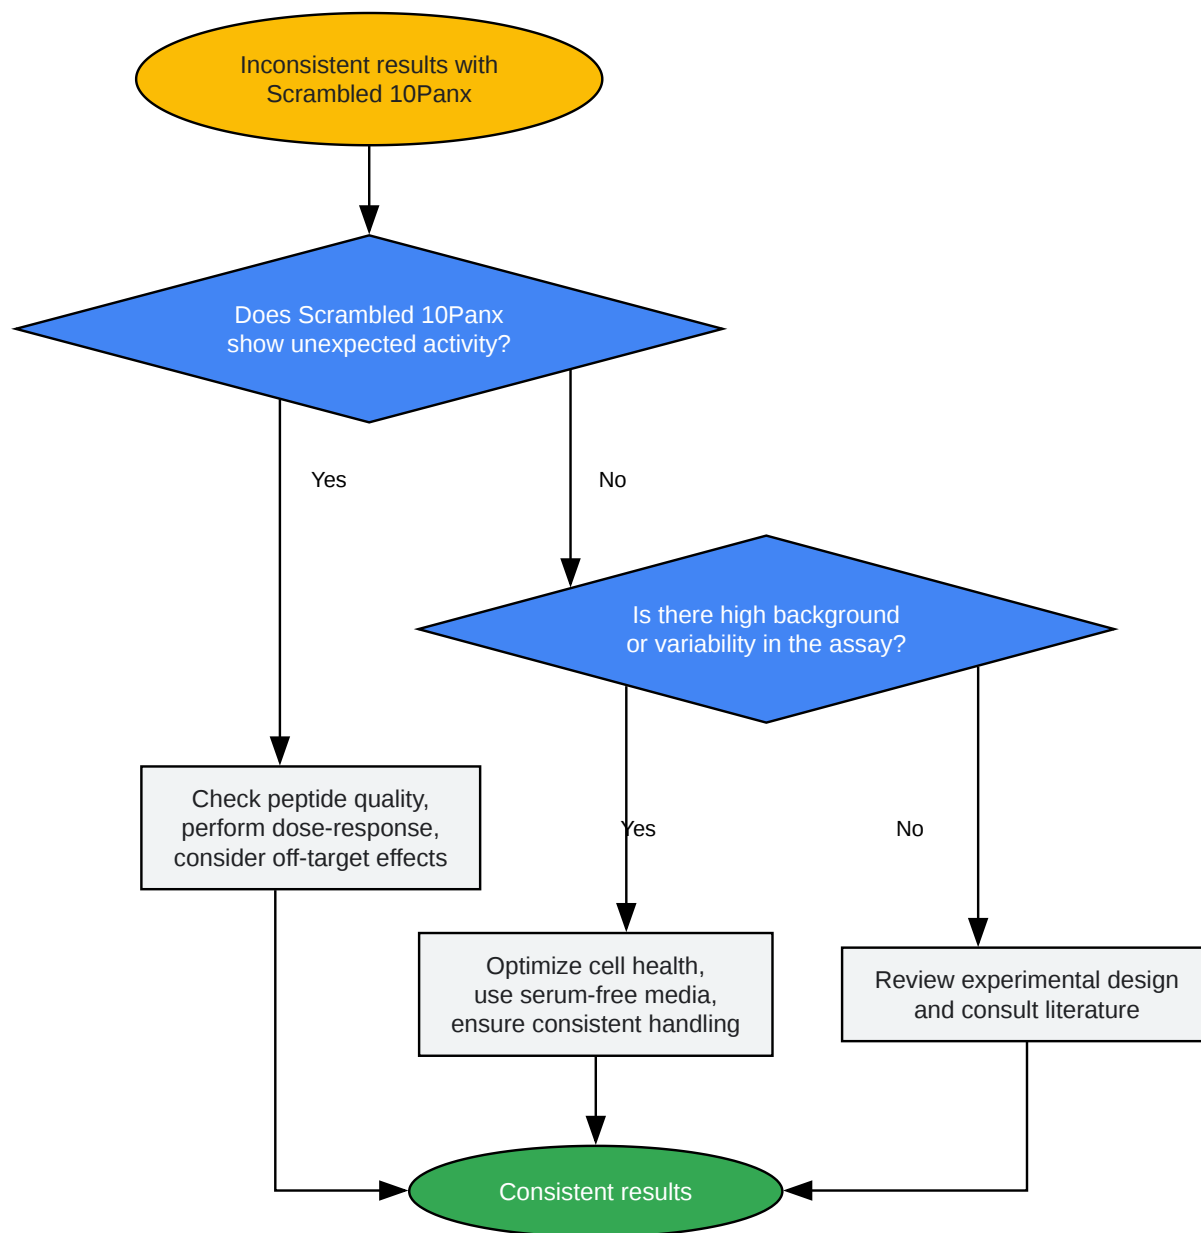 Inconsistent results with
Scrambled 10Panx
Does Scrambled 10Panx
show unexpected activity?
Yes
No
Is there high background
or variability in the assay?
Check peptide quality,
perform dose-response,
consider off-target effects
Yes
No
Optimize cell health,
use serum-free media,
ensure consistent handling
Review experimental design
and consult literature
Consistent results